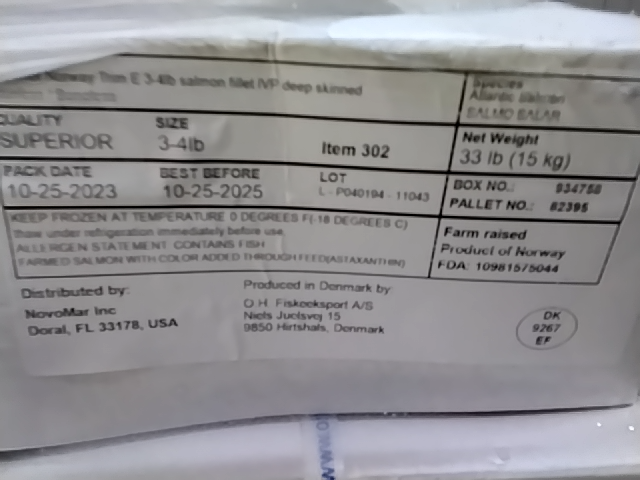 Norway Trim E 3-4lb salmon fillet IVP deep skinned
Species
Atlantic Salmon
SALMO SALAR
QUALITY
SUPERIOR
SIZE
3-4lb
Item 302
Net Weight
33 lb (15 kg)
PACK DATE
10-25-2023
BEST BEFORE
10-25-2025
LOT
L - P040194 - 11043
BOX NO.: 934758
PALLET NO.: 82395
KEEP FROZEN AT TEMPERATURE 0 DEGREES F(-18 DEGREES C)
Thaw under refrigeration immediately before use
ALLERGEN STATEMENT CONTAINS FISH
FARMED SALMON WITH COLOR ADDED THROUGH FEED(ASTAXANTHIN)
Farm raised
Product of Norway
FDA: 10981575044
Distributed by:
NovoMar Inc
Doral, FL 33178, USA
Produced in Denmark by:
O.H. Fiskeeksport A/S
Niels Juelsvej 15
9850 Hirtshals, Denmark
DK
9267
EF